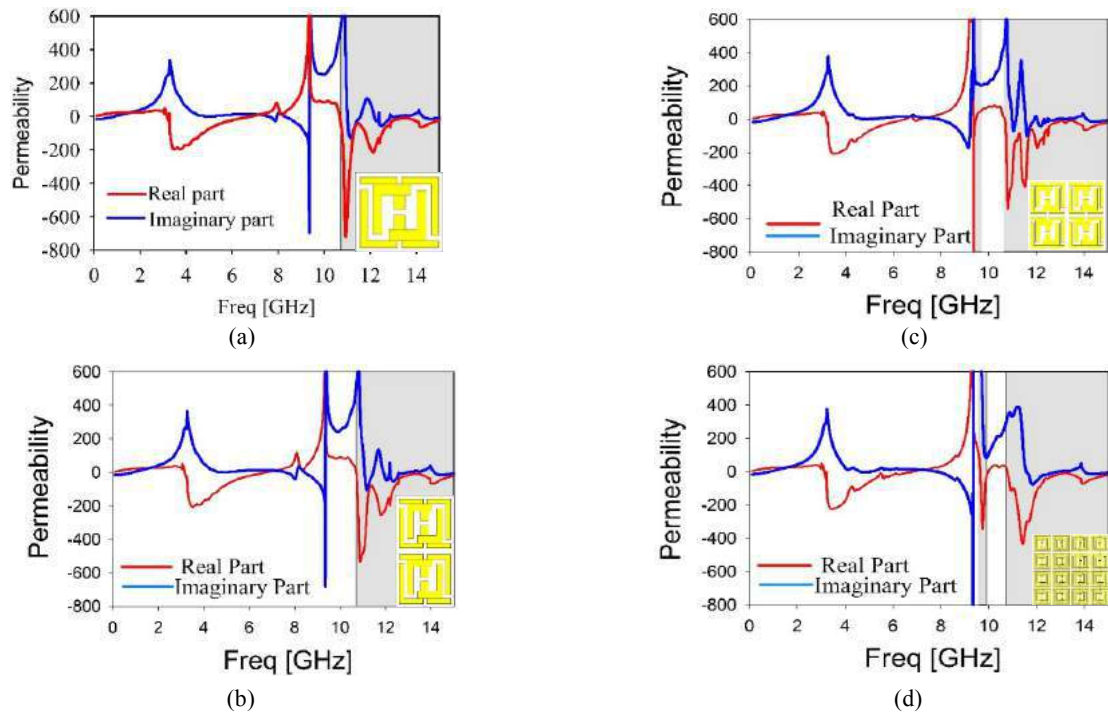 600
400
200
0
-200
-400
-600
-800
Permeability
Real part
Imaginary part
0 2 4 6 8 10 12 14
Freq [GHz]
(a)
600
400
200
0
-200
-400
-600
-800
Permeability
Real Part
Imaginary Part
0 2 4 6 8 10 12 14
Freq [GHz]
(c)
600
400
200
0
-200
-400
-600
-800
Permeability
Real Part
Imaginary Part
0 2 4 6 8 10 12 14
Freq [GHz]
(b)
600
400
200
0
-200
-400
-600
-800
Permeability
Real Part
Imaginary Part
0 2 4 6 8 10 12 14
Freq [GHz]
(d)